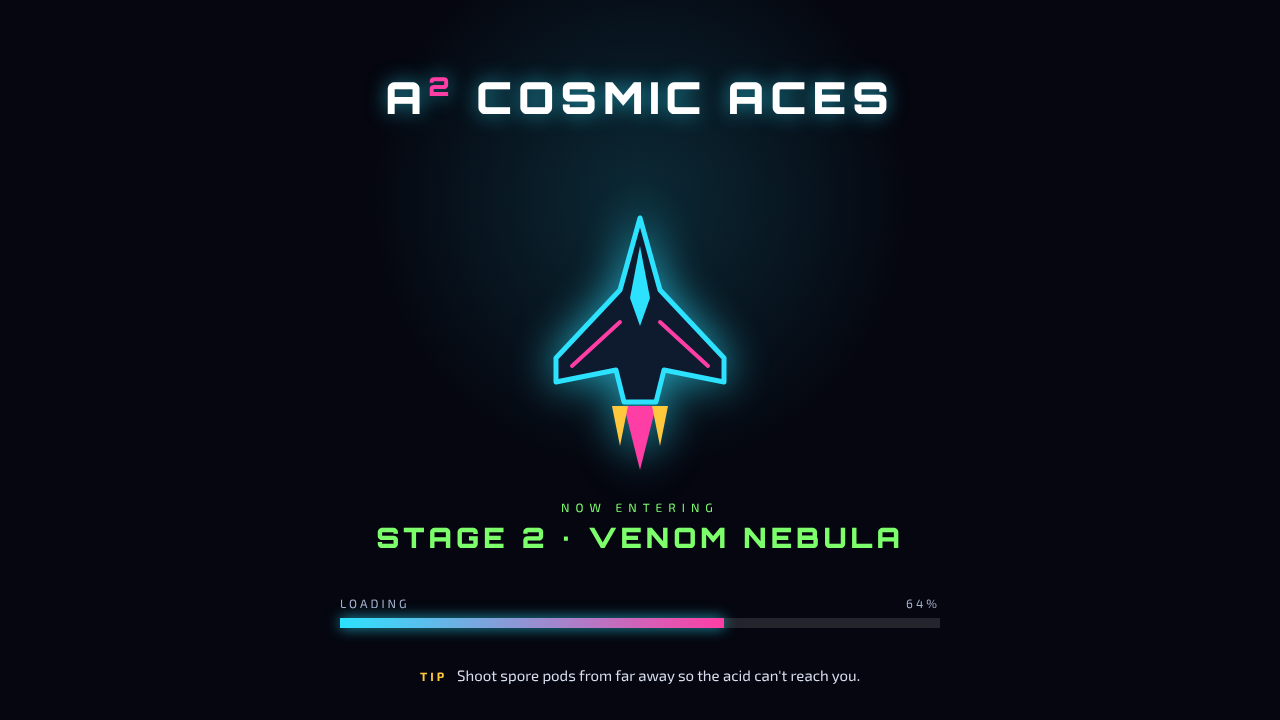 A² COSMIC ACES
NOW ENTERING
STAGE 2 · VENOM NEBULA
LOADING 64%
TIP Shoot spore pods from far away so the acid can't reach you.